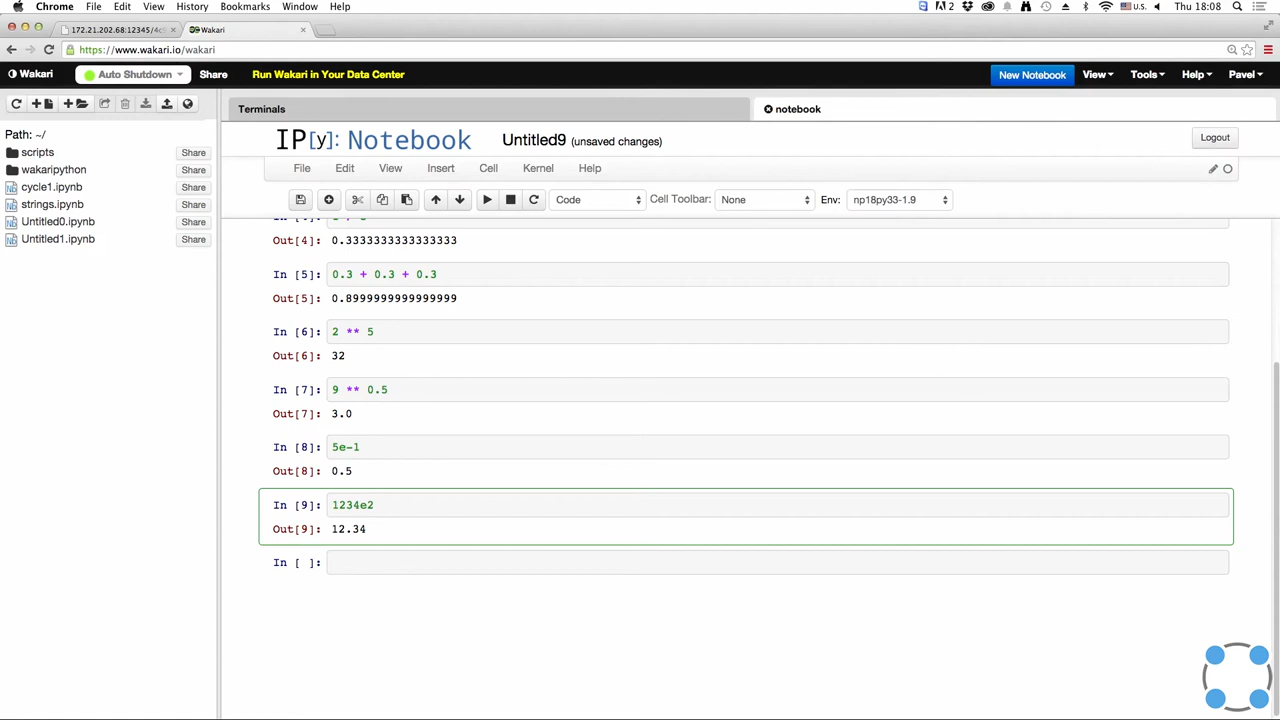 Chrome File Edit View History Bookmarks Window Help 2 U.S. Thu 18:08
172.21.202.68:12345/4c Wakari
https://www.wakari.io/wakari
Wakari Auto Shutdown Share Run Wakari in Your Data Center New Notebook View Tools Help Pavel
Terminals notebook
Path: ~/
scripts Share
wakaripython Share
cycle1.ipynb Share
strings.ipynb Share
Untitled0.ipynb Share
Untitled1.ipynb Share
IP[y]: Notebook Untitled9 (unsaved changes) Logout
File Edit View Insert Cell Kernel Help
Code Cell Toolbar: None Env: np18py33-1.9
Out[4]: 0.3333333333333333
In [5]: 0.3 + 0.3 + 0.3
Out[5]: 0.8999999999999999
In [6]: 2 ** 5
Out[6]: 32
In [7]: 9 ** 0.5
Out[7]: 3.0
In [8]: 5e-1
Out[8]: 0.5
In [9]: 1234e2
Out[9]: 12.34
In [ ]: